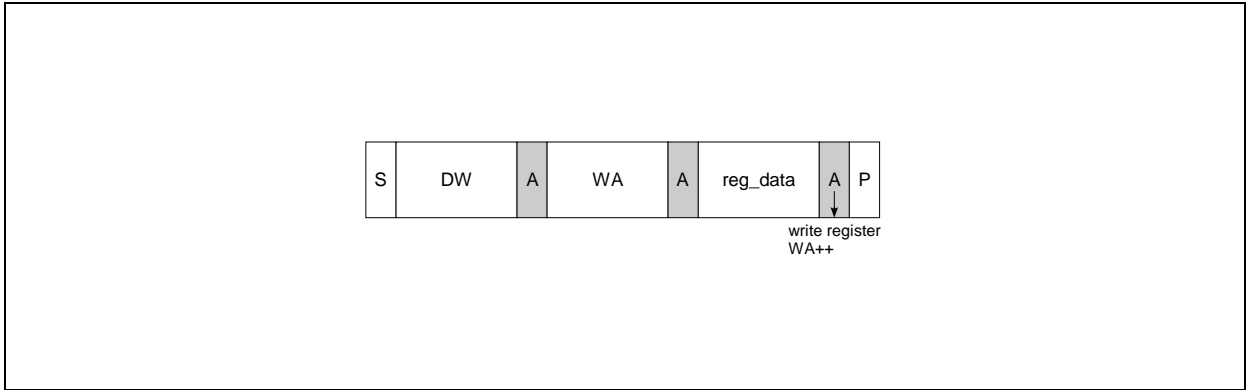 S DW A WA A reg_data A P
write register
WA++